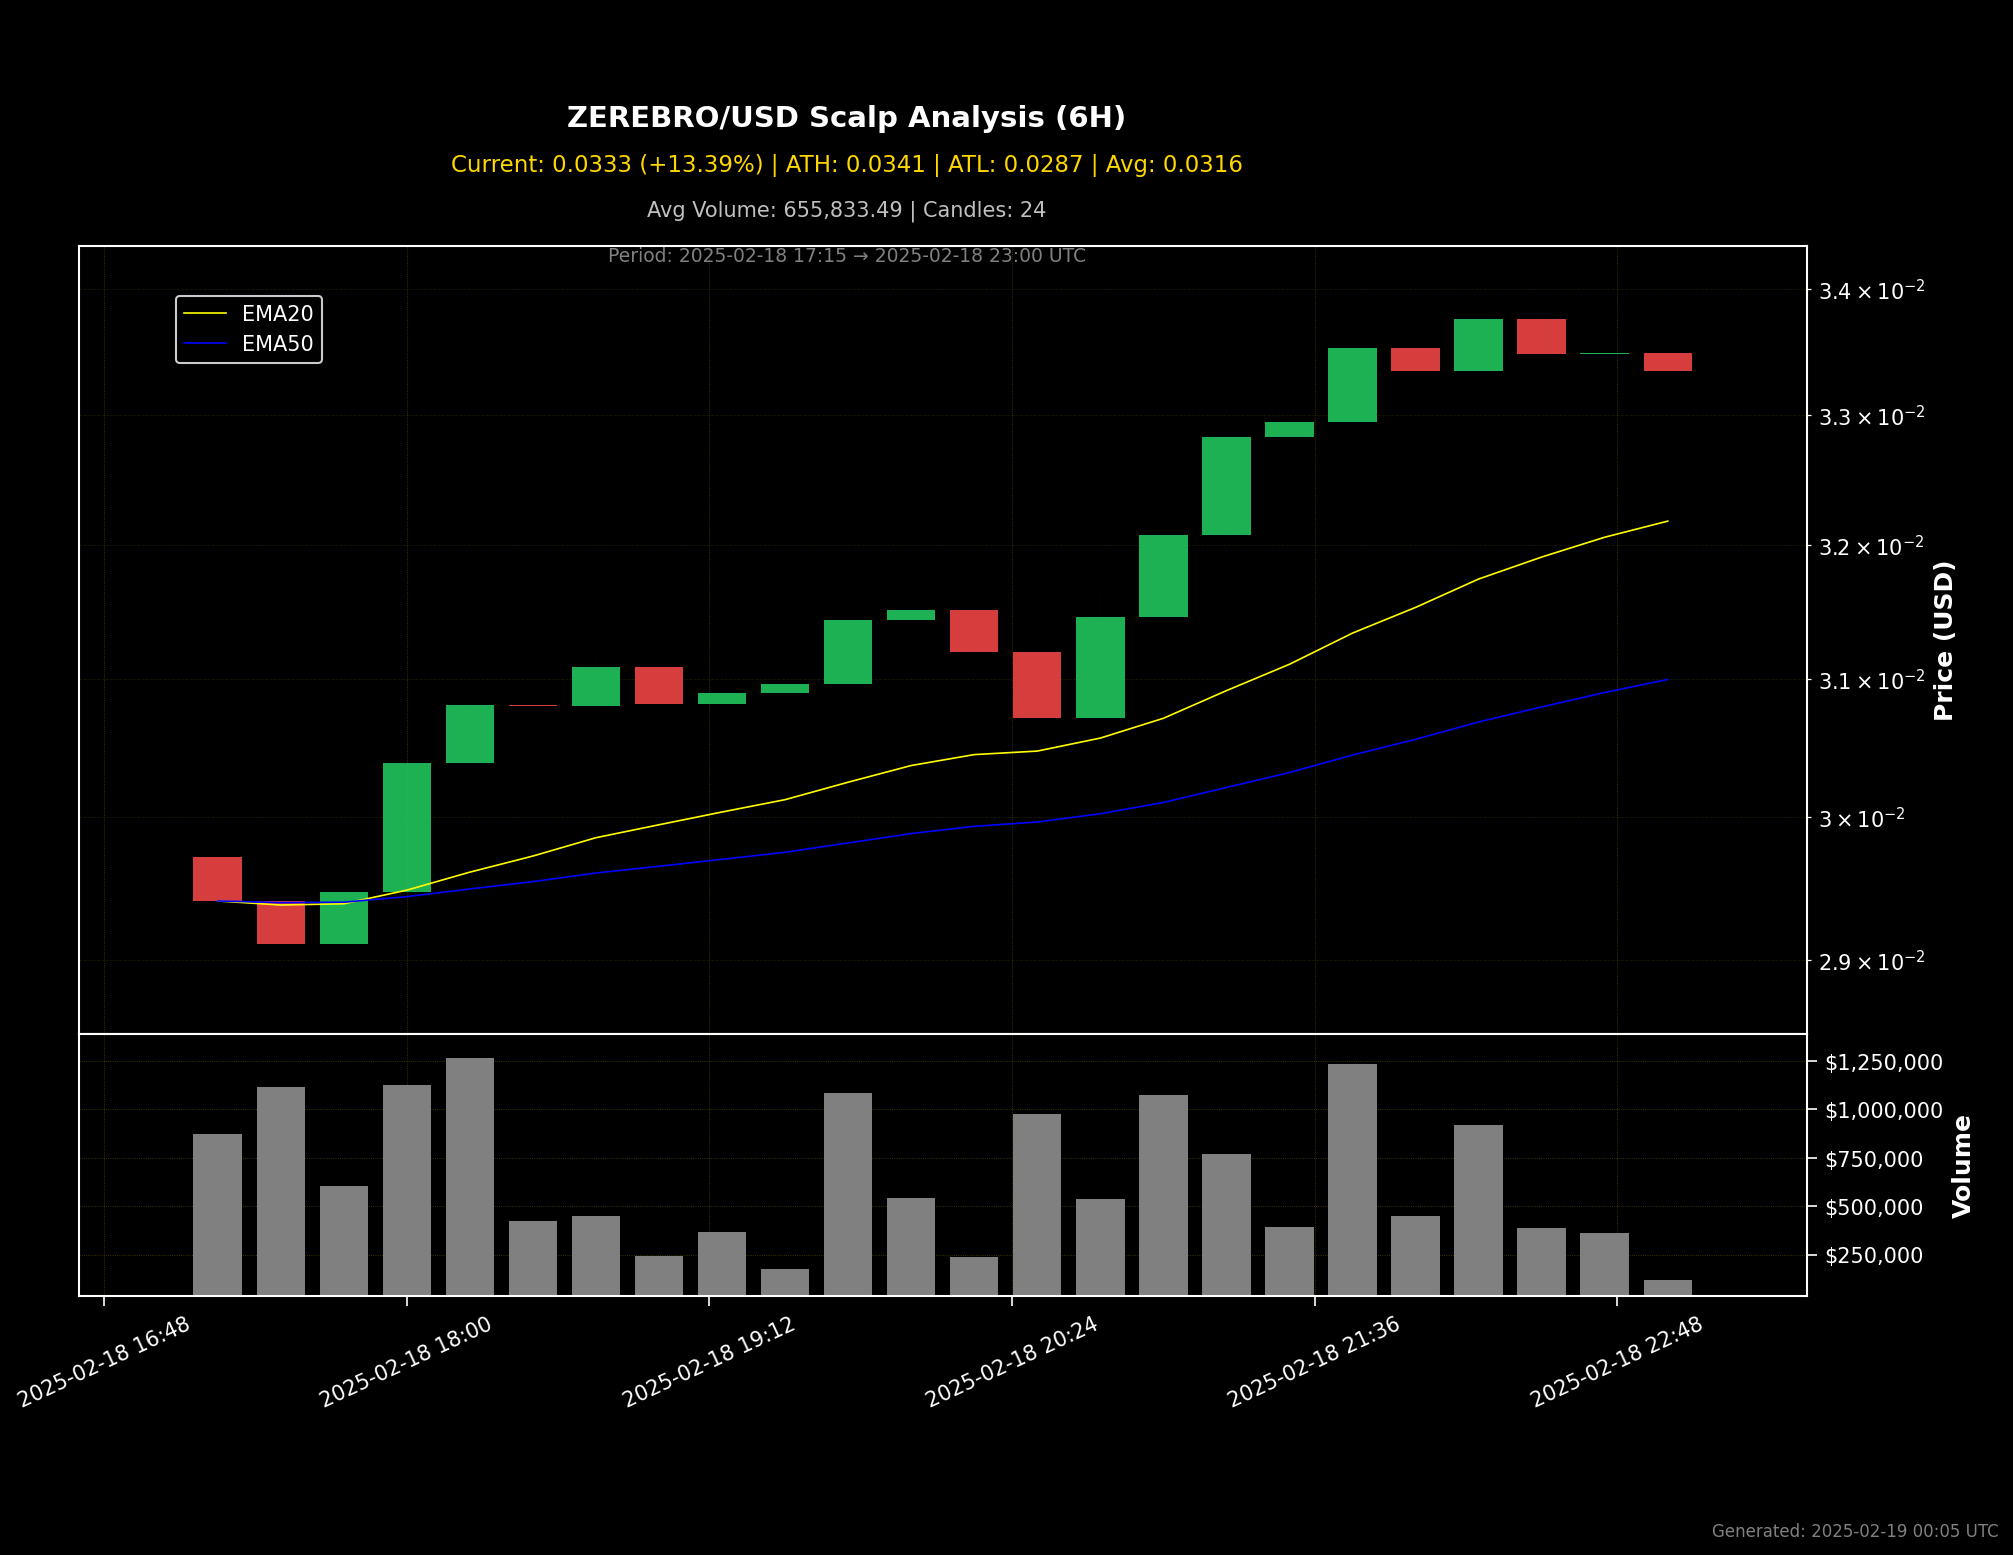 ZEREBRO/USD Scalp Analysis (6H)
Current: 0.0333 (+13.39%) | ATH: 0.0341 | ATL: 0.0287 | Avg: 0.0316
Avg Volume: 655,833.49 | Candles: 24
Period: 2025-02-18 17:15 → 2025-02-18 23:00 UTC
EMA20
EMA50
3.4 × 10⁻²
3.3 × 10⁻²
3.2 × 10⁻²
3.1 × 10⁻²
3 × 10⁻²
2.9 × 10⁻²
Price (USD)
$1,250,000
$1,000,000
$750,000
$500,000
$250,000
Volume
2025-02-18 16:48
2025-02-18 18:00
2025-02-18 19:12
2025-02-18 20:24
2025-02-18 21:36
2025-02-18 22:48
Generated: 2025-02-19 00:05 UTC